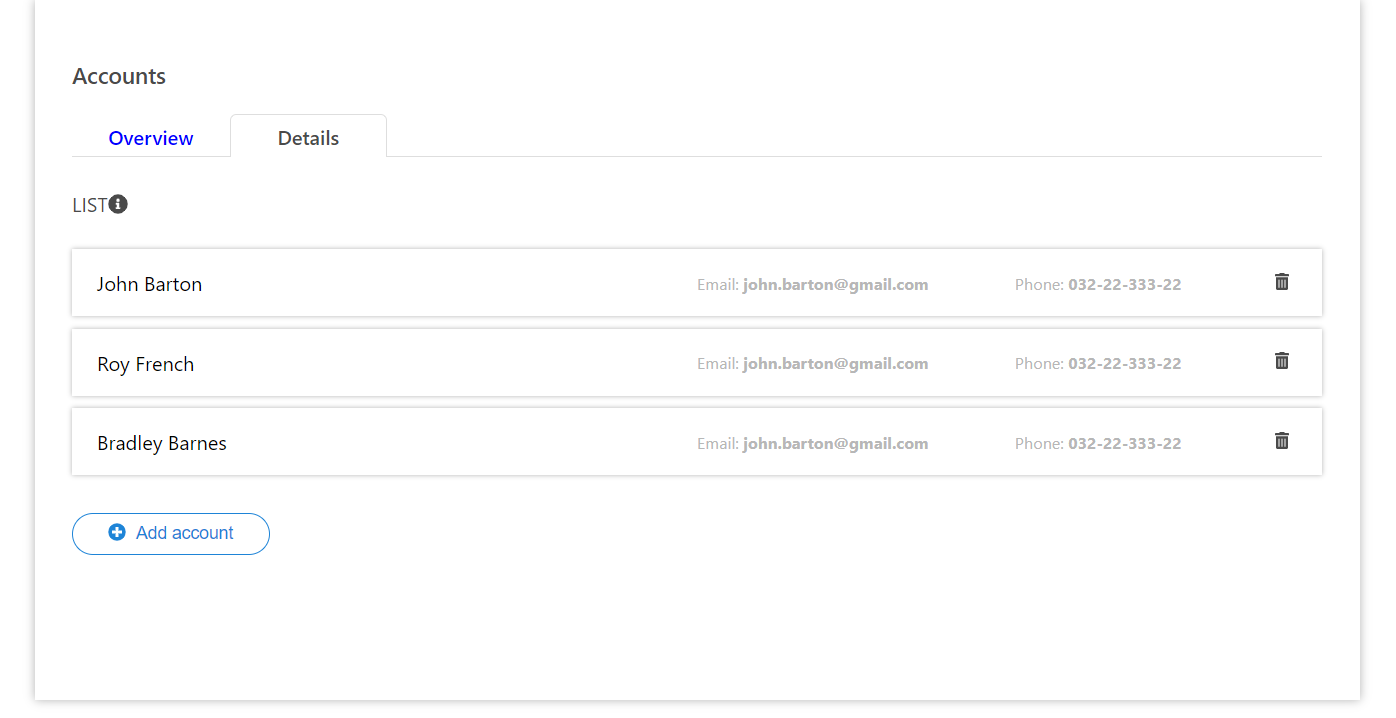 Accounts
Overview Details
LIST
John Barton Email: john.barton@gmail.com Phone: 032-22-333-22
Roy French Email: john.barton@gmail.com Phone: 032-22-333-22
Bradley Barnes Email: john.barton@gmail.com Phone: 032-22-333-22
Add account